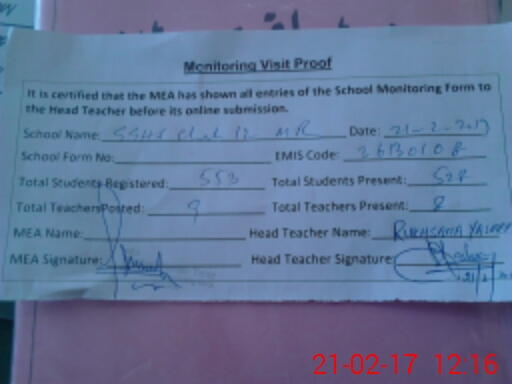 Monitoring Visit Proof
It is certified that the MEA has shown all entries of the School Monitoring Form to
the Head Teacher before its online submission.
School Name: Date: 21-2-2017
School Form No: EMIS Code:
Total Students Registered: 553 Total Students Present: 528
Total Teachers Posted: 9 Total Teachers Present: 8
MEA Name: Head Teacher Name: RUKHSANA
MEA Signature: Head Teacher Signature:
21-02-17 12:16